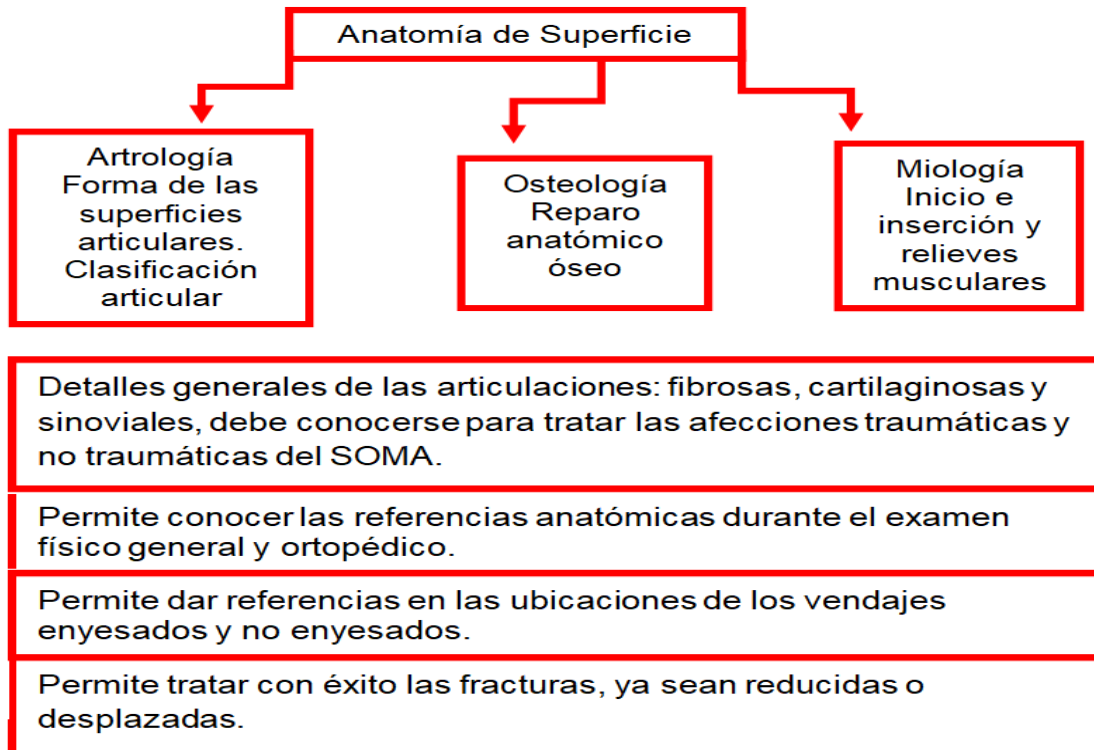 Anatomía de Superficie
Artrología
Forma de las
superficies
articulares.
Clasificación
articular
Osteología
Reparo
anatómico
óseo
Miología
Inicio e
inserción y
relieves
musculares
Detalles generales de las articulaciones: fibrosas, cartilaginosas y
sinoviales, debe conocerse para tratar las afecciones traumáticas y
no traumáticas del SOMA.
Permite conocer las referencias anatómicas durante el examen
físico general y ortopédico.
Permite dar referencias en las ubicaciones de los vendajes
enyesados y no enyesados.
Permite tratar con éxito las fracturas, ya sean reducidas o
desplazadas.